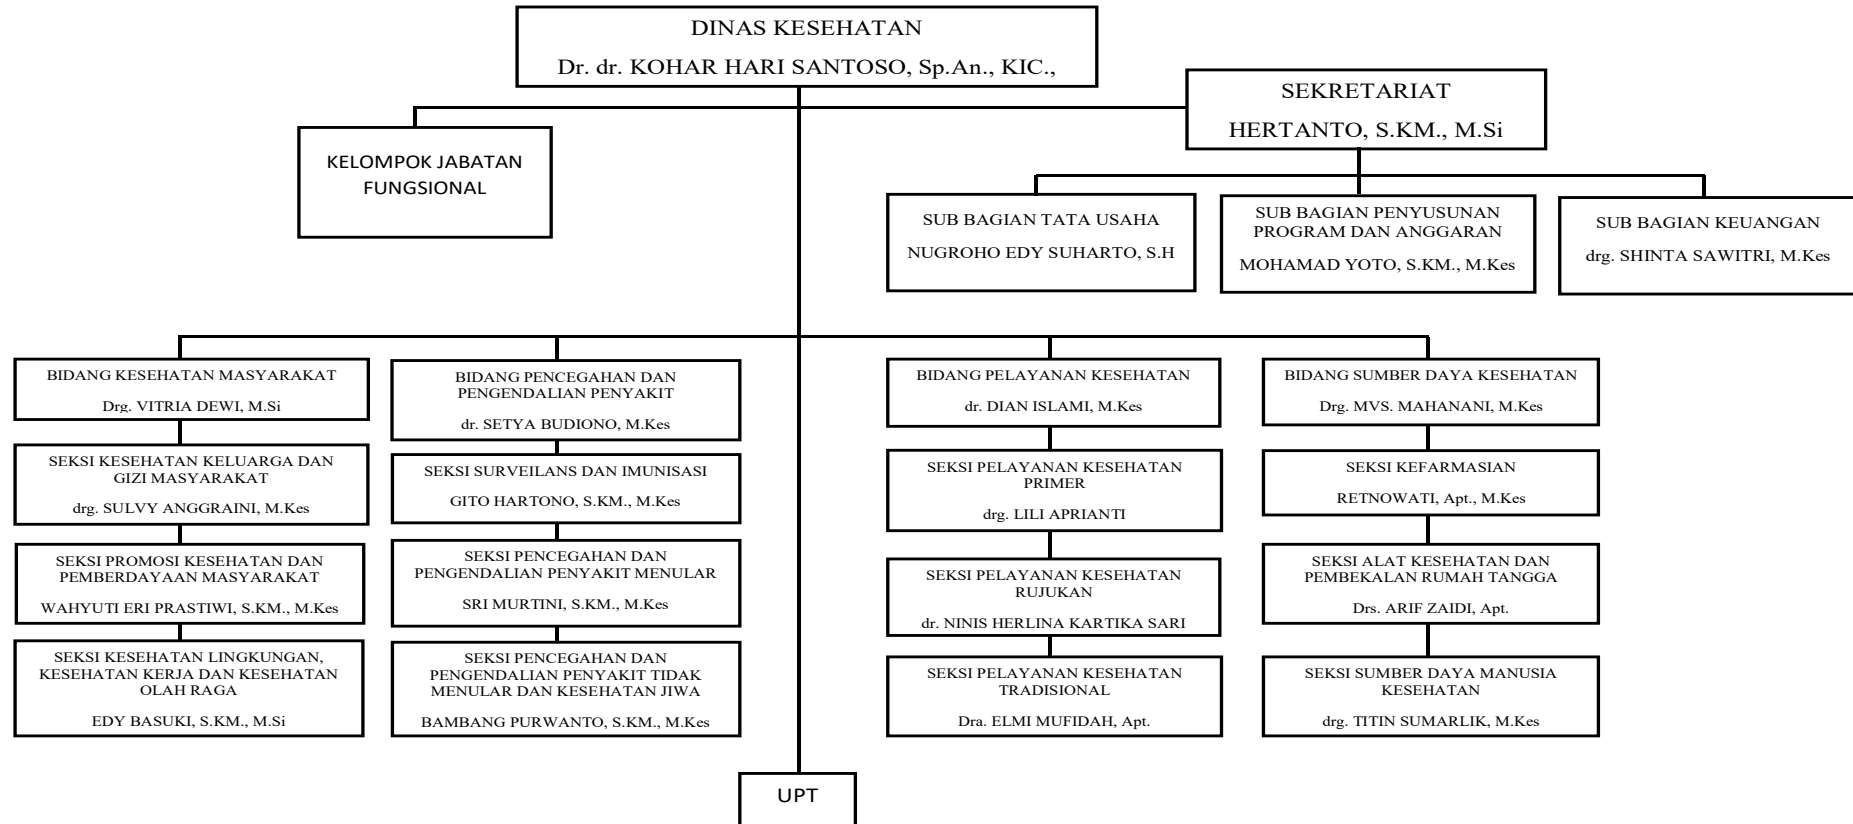 DINAS KESEHATAN
Dr. dr. KOHAR HARI SANTOSO, Sp.An., KIC.,
SEKRETARIAT
HERTANTO, S.KM., M.Si
KELOMPOK JABATAN
FUNGSIONAL
SUB BAGIAN TATA USAHA
NUGROHO EDY SUHARTO, S.H
SUB BAGIAN PENYUSUNAN
PROGRAM DAN ANGGARAN
MOHAMAD YOTO, S.KM., M.Kes
SUB BAGIAN KEUANGAN
drg. SHINTA SAWITRI, M.Kes
BIDANG KESEHATAN MASYARAKAT
Drg. VITRIA DEWI, M.Si
SEKSI KESEHATAN KELUARGA DAN
GIZI MASYARAKAT
drg. SULVY ANGGRAINI, M.Kes
SEKSI PROMOSI KESEHATAN DAN
PEMBERDAYAAN MASYARAKAT
WAHYUTI ERI PRASTIWI, S.KM., M.Kes
SEKSI KESEHATAN LINGKUNGAN,
KESEHATAN KERJA DAN KESEHATAN
OLAH RAGA
EDY BASUKI, S.KM., M.Si
BIDANG PENCEGAHAN DAN
PENGENDALIAN PENYAKIT
dr. SETYA BUDIONO, M.Kes
SEKSI SURVEILANS DAN IMUNISASI
GITO HARTONO, S.KM., M.Kes
SEKSI PENCEGAHAN DAN
PENGENDALIAN PENYAKIT MENULAR
SRI MURTINI, S.KM., M.Kes
SEKSI PENCEGAHAN DAN
PENGENDALIAN PENYAKIT TIDAK
MENULAR DAN KESEHATAN JIWA
BAMBANG PURWANTO, S.KM., M.Kes
BIDANG PELAYANAN KESEHATAN
dr. DIAN ISLAMI, M.Kes
SEKSI PELAYANAN KESEHATAN
PRIMER
drg. LILI APRIANTI
SEKSI PELAYANAN KESEHATAN
RUJUKAN
dr. NINIS HERLINA KARTIKA SARI
SEKSI PELAYANAN KESEHATAN
TRADISIONAL
Dra. ELMI MUFIDAH, Apt.
BIDANG SUMBER DAYA KESEHATAN
Drg. MVS. MAHANANI, M.Kes
SEKSI KEFARMASIAN
RETNOWATI, Apt., M.Kes
SEKSI ALAT KESEHATAN DAN
PEMBEKALAN RUMAH TANGGA
Drs. ARIF ZAIDI, Apt.
SEKSI SUMBER DAYA MANUSIA
KESEHATAN
drg. TITIN SUMARLIK, M.Kes
UPT